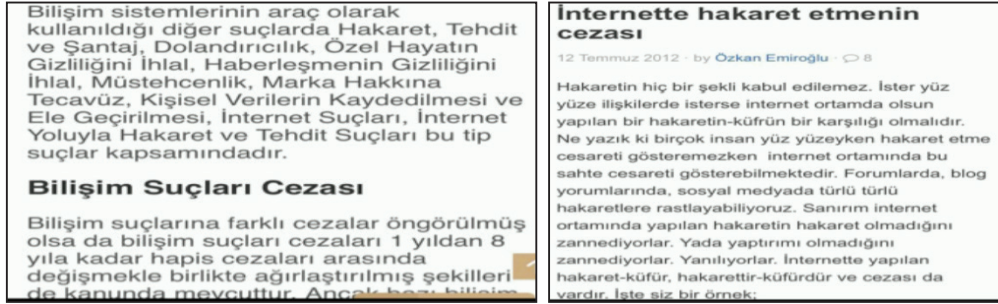 Bilişim sistemlerinin araç olarak
kullanıldığı diğer suçlarda Hakaret, Tehdit
ve Şantaj, Dolandırıcılık, Özel Hayatın
Gizliliğini İhlal, Haberleşmenin Gizliliğini
İhlal, Müstehcenlik, Marka Hakkına
Tecavüz, Kişisel Verilerin Kaydedilmesi ve
Ele Geçirilmesi, İnternet Suçları, İnternet
Yoluyla Hakaret ve Tehdit Suçları bu tip
suçlar kapsamındadır.
Bilişim Suçları Cezası
Bilişim suçlarına farklı cezalar öngörülmüş
olsa da bilişim suçları cezaları 1 yıldan 8
yıla kadar hapis cezaları arasında
değişmekle birlikte ağırlaştırılmış şekilleri
de kanunda mevcuttur. Ancak bazı bilişim
İnternette hakaret etmenin
cezası
12 Temmuz 2012 · by Özkan Emiroğlu · 8
Hakaretin hiç bir şekli kabul edilemez. İster yüz
yüze ilişkilerde isterse internet ortamda olsun
yapılan bir hakaretin-küfrün bir karşılığı olmalıdır.
Ne yazık ki birçok insan yüz yüzeyken hakaret etme
cesareti gösteremezken internet ortamında bu
sahte cesareti gösterebilmektedir. Forumlarda, blog
yorumlarında, sosyal medyada türlü türlü
hakaretlere rastlayabiliyoruz. Sanırım internet
ortamında yapılan hakaretin hakaret olmadığını
zannediyorlar. Yada yaptırımı olmadığını
zannediyorlar. Yanılıyorlar. İnternette yapılan
hakaret-küfür, hakarettir-küfürdür ve cezası da
vardır. İşte siz bir örnek;